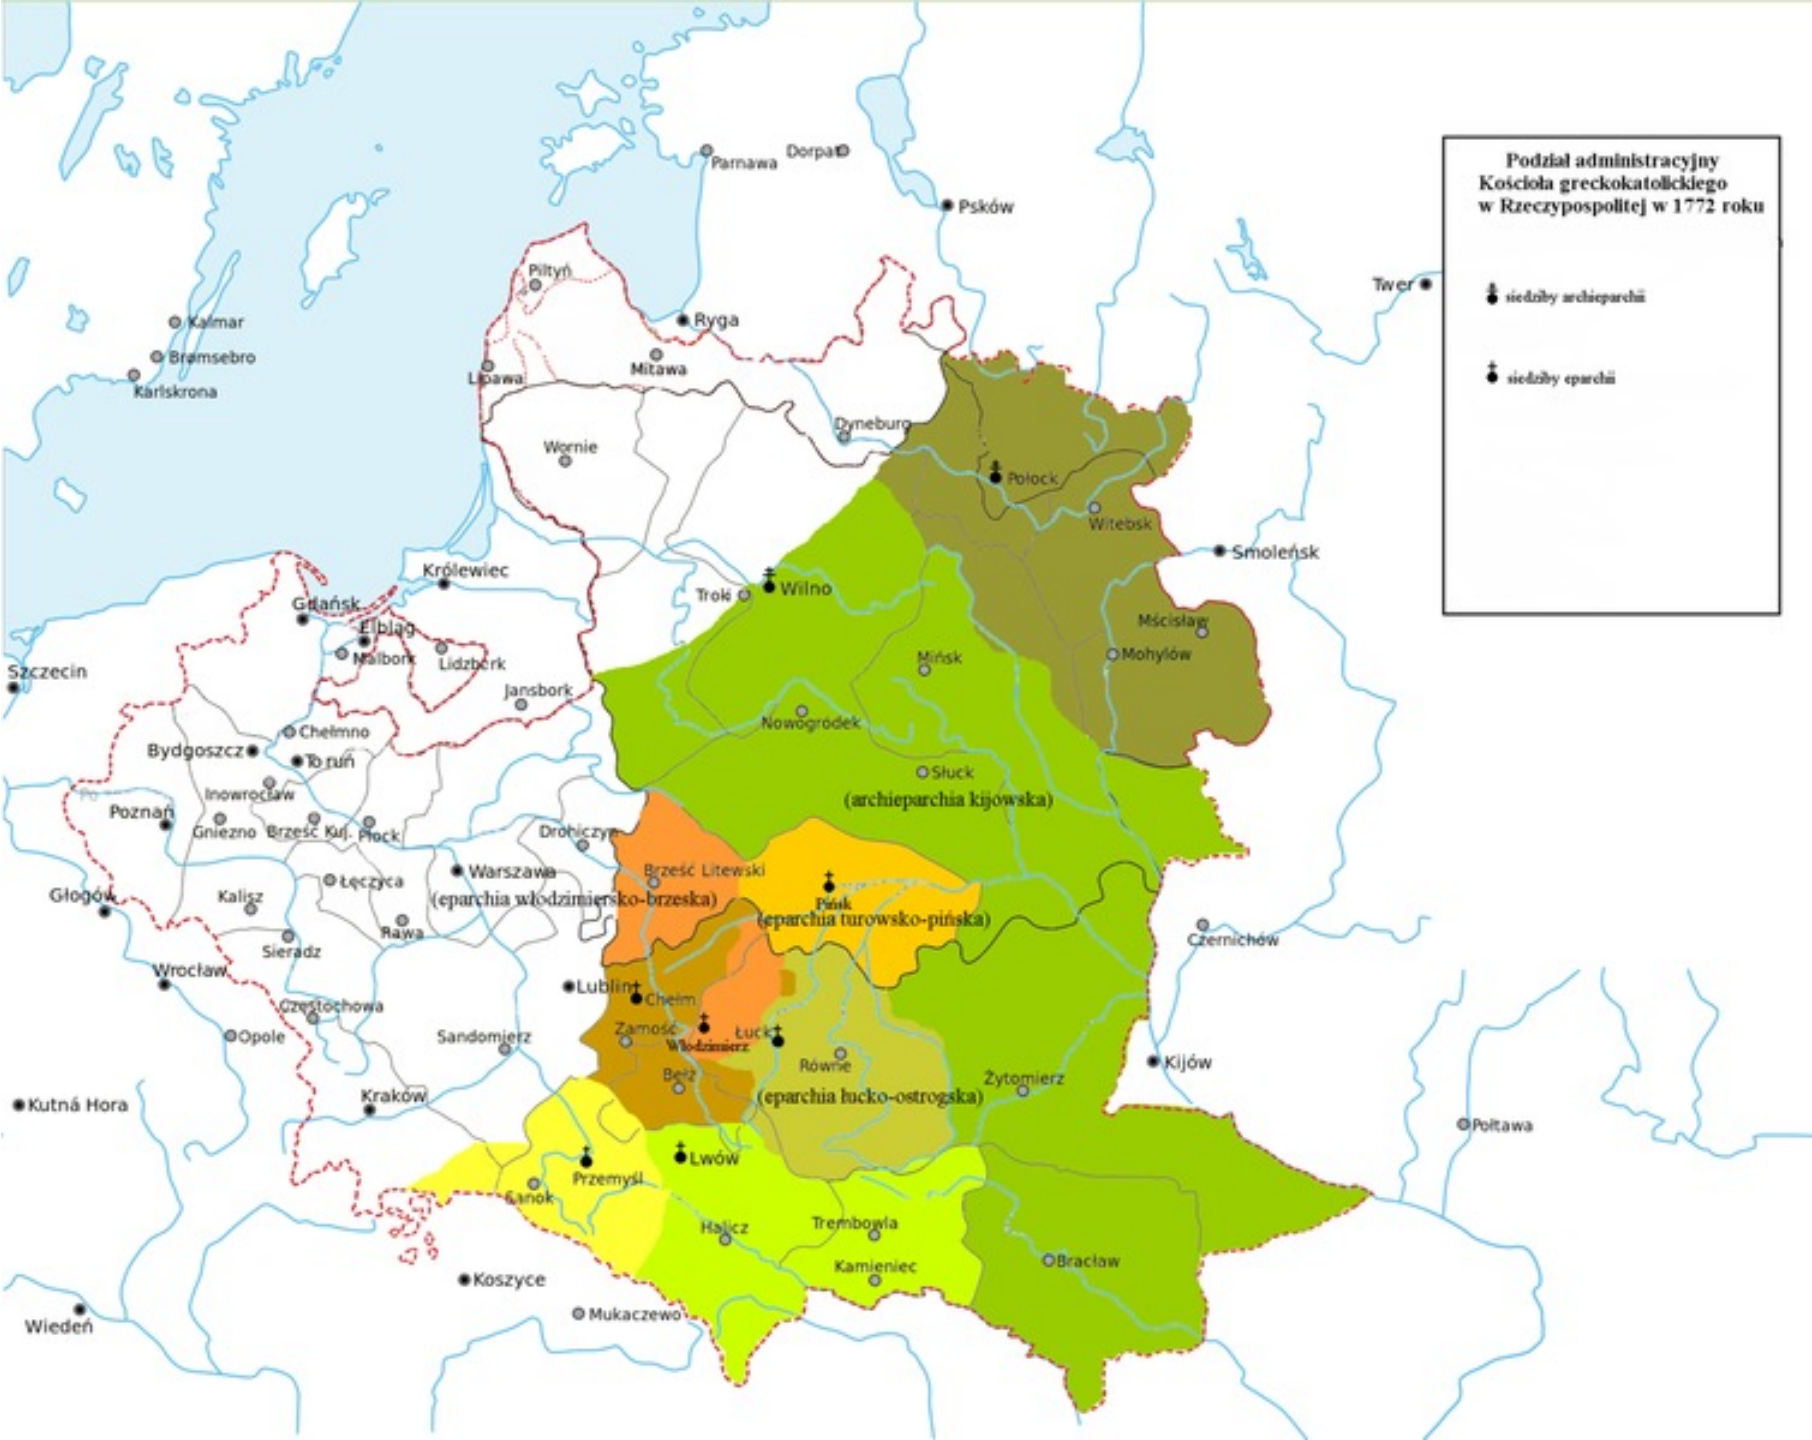 Podział administracyjny
Kościoła greckokatolickiego
w Rzeczypospolitej w 1772 roku
siedziby archieparchii
siedziby eparchii
Parnawa
Dorpat
Psków
Twer
Piltyń
Kalmar
Ryga
Brømsebro
Mitawa
Lipawa
Karlskrona
Dyneburg
Wornie
Połock
Witebsk
Smoleńsk
Królewiec
Wilno
Troki
Gdańsk
Elbląg
Mścisław
Malbork
Lidzbork
Mińsk
Mohylów
Szczecin
Jansbork
Nowogródek
Chełmno
Bydgoszcz
Toruń
Słuck
Inowrocław
(archieparchia kijowska)
Poznań
Gniezno
Brześć Kuj.
Płock
Drohiczyn
Warszawa
Brześć Litewski
Łęczyca
Głogów
Kalisz
(eparchia włodzimiersko-brzeska)
Pińsk
(eparchia turowsko-pińska)
Rawa
Sieradz
Czernichów
Wrocław
Lublin
Chełm
Częstochowa
Opole
Sandomierz
Zamość
Łuck
Włodzimierz
Równe
Kijów
Bełz
Żytomierz
Kraków
(eparchia łucko-ostrogska)
Kutná Hora
Połtawa
Lwów
Przemyśl
Sanok
Halicz
Trembowla
Kamieniec
Bracław
Koszyce
Mukaczewo
Wiedeń